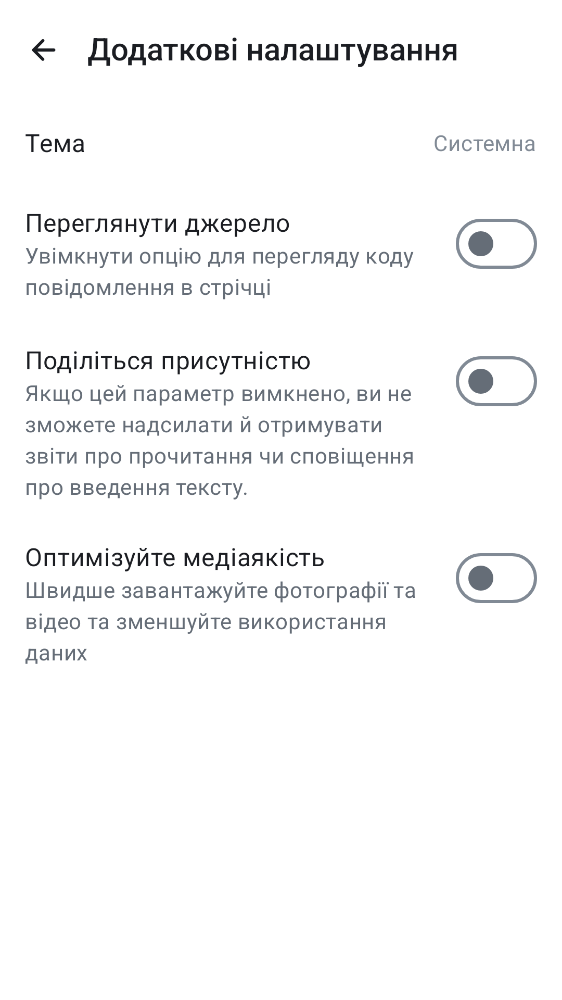 Додаткові налаштування
Тема
Системна
Переглянути джерело
Увімкнути опцію для перегляду коду
повідомлення в стрічці
Поділіться присутністю
Якщо цей параметр вимкнено, ви не
зможете надсилати й отримувати
звіти про прочитання чи сповіщення
про введення тексту.
Оптимізуйте медіаякість
Швидше завантажуйте фотографії та
відео та зменшуйте використання
даних